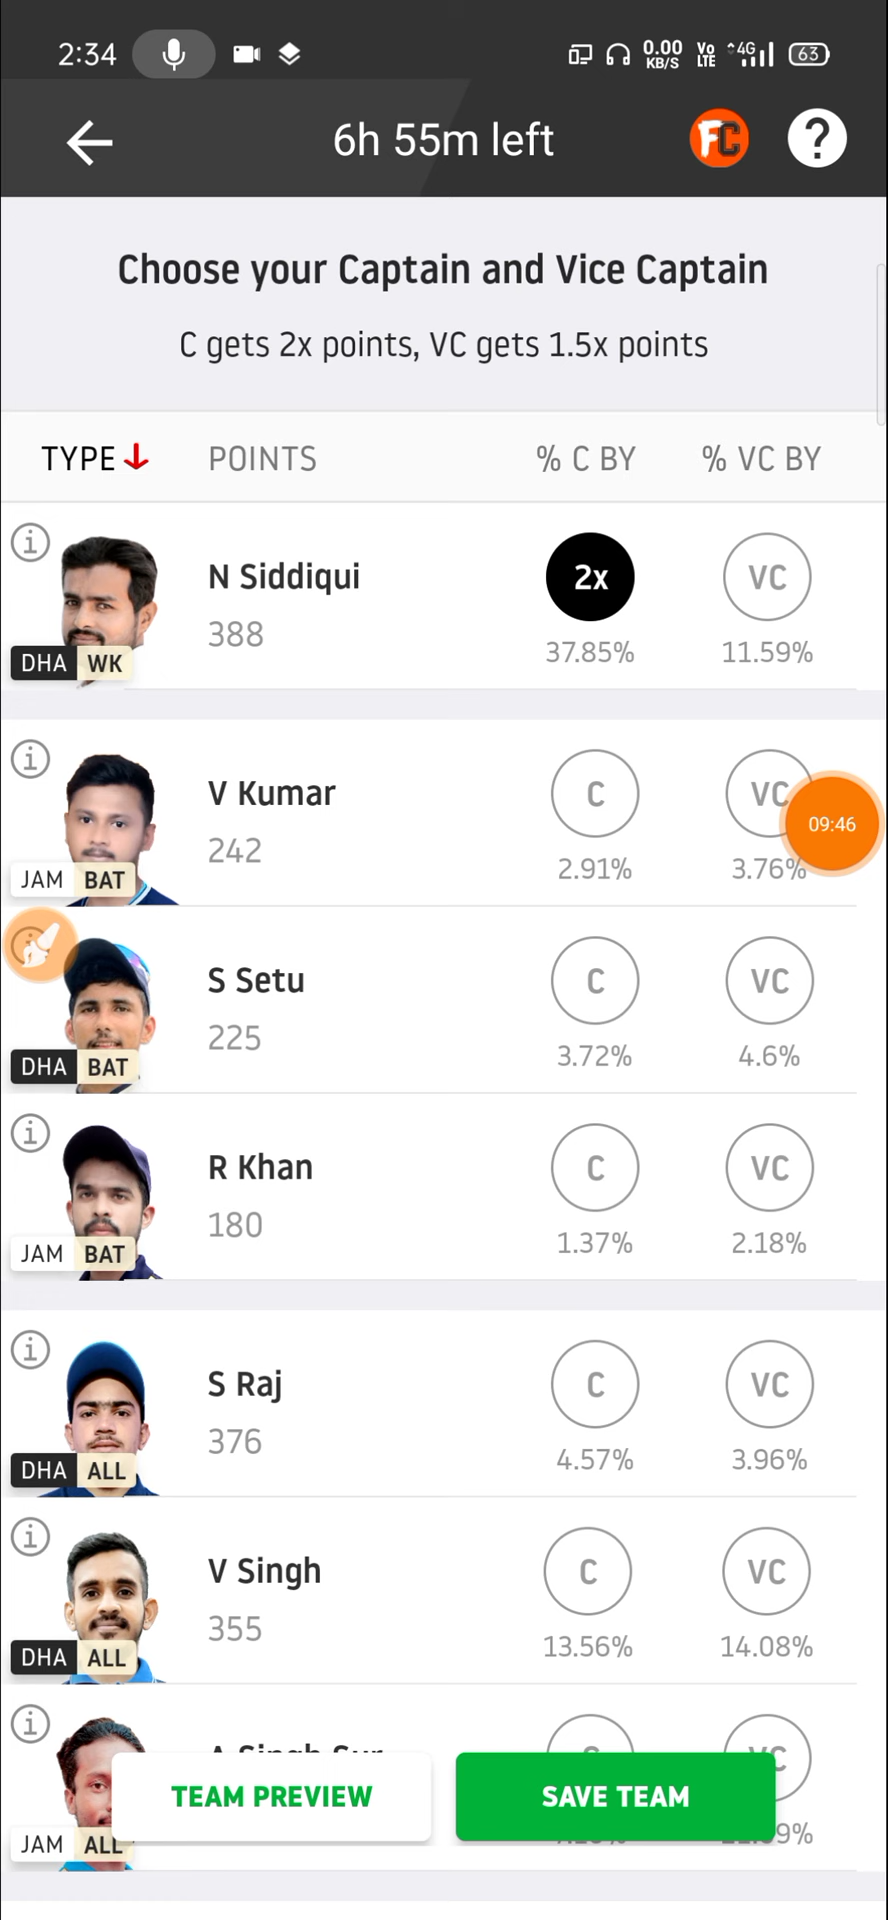 2:34 0.00 KB/S Vo LTE 4G 63
6h 55m left FC ?
Choose your Captain and Vice Captain
C gets 2x points, VC gets 1.5x points
TYPE POINTS % C BY % VC BY
N Siddiqui 2x VC
388 37.85% 11.59%
DHA WK
V Kumar C VC
09:46
242 2.91% 3.76%
JAM BAT
S Setu C VC
225 3.72% 4.6%
DHA BAT
R Khan C VC
180 1.37% 2.18%
JAM BAT
S Raj C VC
376 4.57% 3.96%
DHA ALL
V Singh C VC
355 13.56% 14.08%
DHA ALL
TEAM PREVIEW SAVE TEAM
JAM ALL